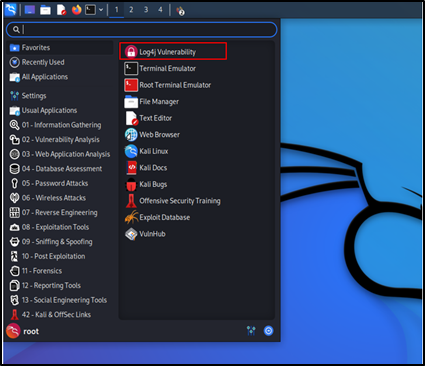 1 2 3 4
Favorites
Recently Used
All Applications
Settings
Usual Applications
01 - Information Gathering
02 - Vulnerability Analysis
03 - Web Application Analysis
04 - Database Assessment
05 - Password Attacks
06 - Wireless Attacks
07 - Reverse Engineering
08 - Exploitation Tools
09 - Sniffing & Spoofing
10 - Post Exploitation
11 - Forensics
12 - Reporting Tools
13 - Social Engineering Tools
42 - Kali & OffSec Links
Log4j Vulnerability
Terminal Emulator
Root Terminal Emulator
File Manager
Text Editor
Web Browser
Kali Linux
Kali Docs
Kali Bugs
Offensive Security Training
Exploit Database
VulnHub
root